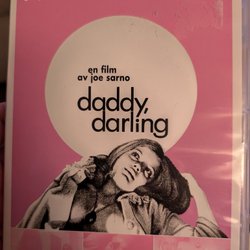 en film
av joe sarno
daddy,
darling